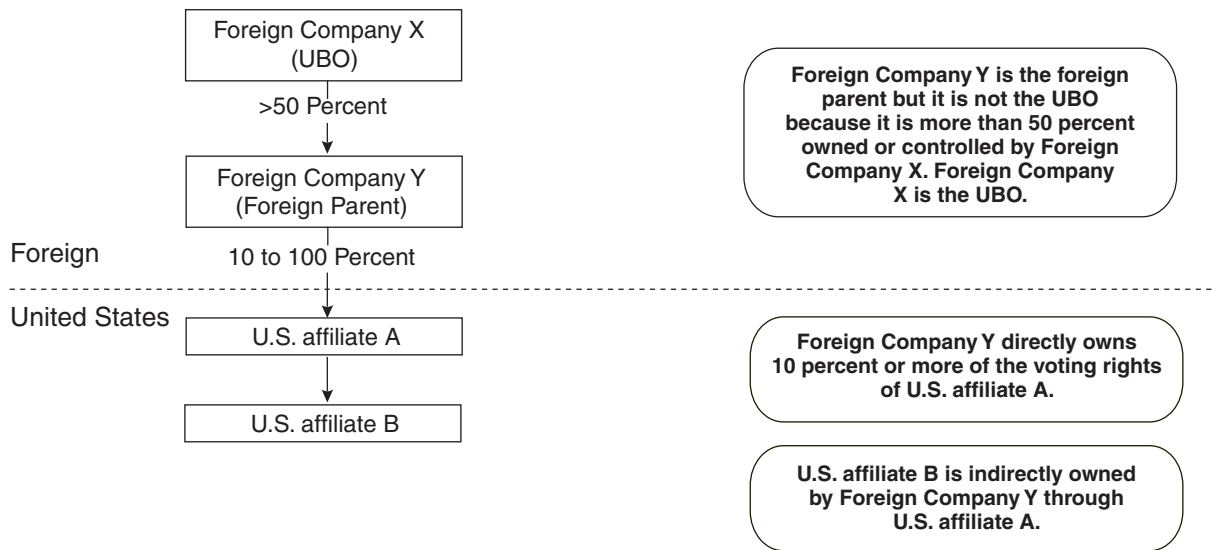 Foreign Company X
(UBO)
>50 Percent
Foreign Company Y
(Foreign Parent)
Foreign
10 to 100 Percent
United States
U.S. affiliate A
U.S. affiliate B
Foreign Company Y is the foreign
parent but it is not the UBO
because it is more than 50 percent
owned or controlled by Foreign
Company X. Foreign Company
X is the UBO.
Foreign Company Y directly owns
10 percent or more of the voting rights
of U.S. affiliate A.
U.S. affiliate B is indirectly owned
by Foreign Company Y through
U.S. affiliate A.